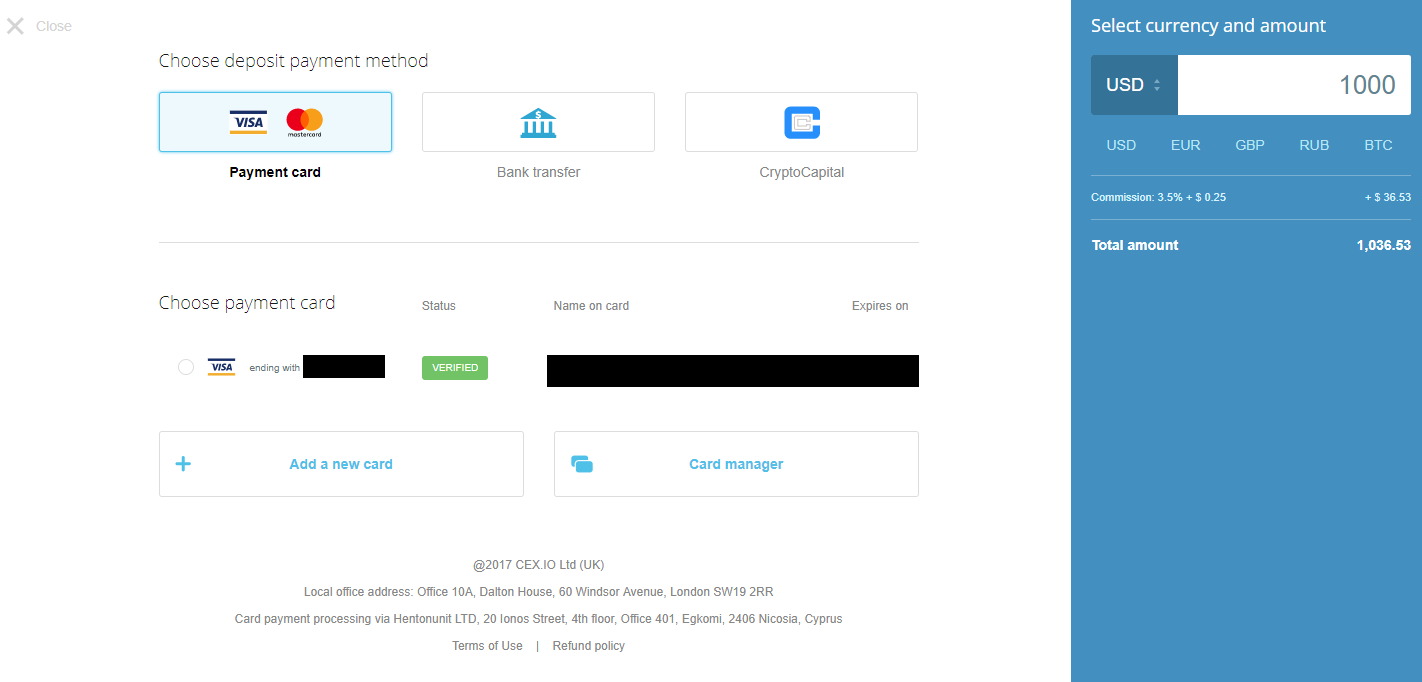 Close
Choose deposit payment method
VISA mastercard
$
Payment card Bank transfer CryptoCapital
Choose payment card Status Name on card Expires on
VISA ending with VERIFIED
Add a new card Card manager
@2017 CEX.IO Ltd (UK)
Local office address: Office 10A, Dalton House, 60 Windsor Avenue, London SW19 2RR
Card payment processing via Hentonunit LTD, 20 Ionos Street, 4th floor, Office 401, Egkomi, 2406 Nicosia, Cyprus
Terms of Use | Refund policy
Select currency and amount
USD 1000
USD EUR GBP RUB BTC
Commission: 3.5% + $ 0.25 + $ 36.53
Total amount 1,036.53